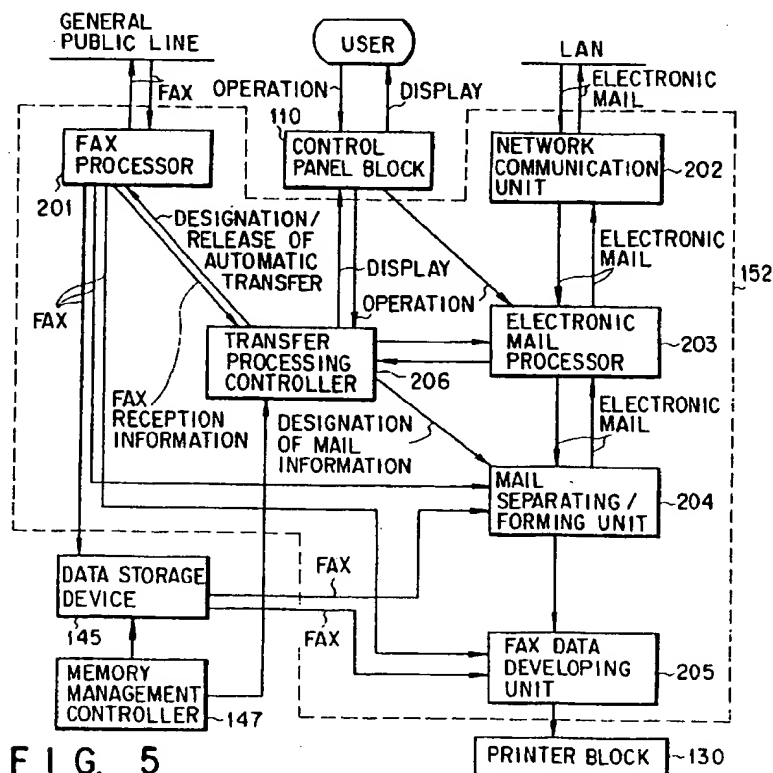 GENERAL
PUBLIC LINE
USER
LAN
FAX
OPERATION
DISPLAY
ELECTRONIC
MAIL
110
FAX
PROCESSOR
201
CONTROL
PANEL BLOCK
NETWORK
COMMUNICATION
UNIT
202
DESIGNATION/
RELEASE OF
AUTOMATIC
TRANSFER
DISPLAY
OPERATION
ELECTRONIC
MAIL
152
FAX
TRANSFER
PROCESSING
CONTROLLER
206
ELECTRONIC
MAIL
PROCESSOR
203
FAX
RECEPTION
INFORMATION
DESIGNATION
OF MAIL
INFORMATION
ELECTRONIC
MAIL
MAIL
SEPARATING/
FORMING UNIT
204
DATA STORAGE
DEVICE
145
FAX
FAX
MEMORY
MANAGEMENT
CONTROLLER
147
FAX DATA
DEVELOPING
UNIT
205
FIG. 5
PRINTER BLOCK
130